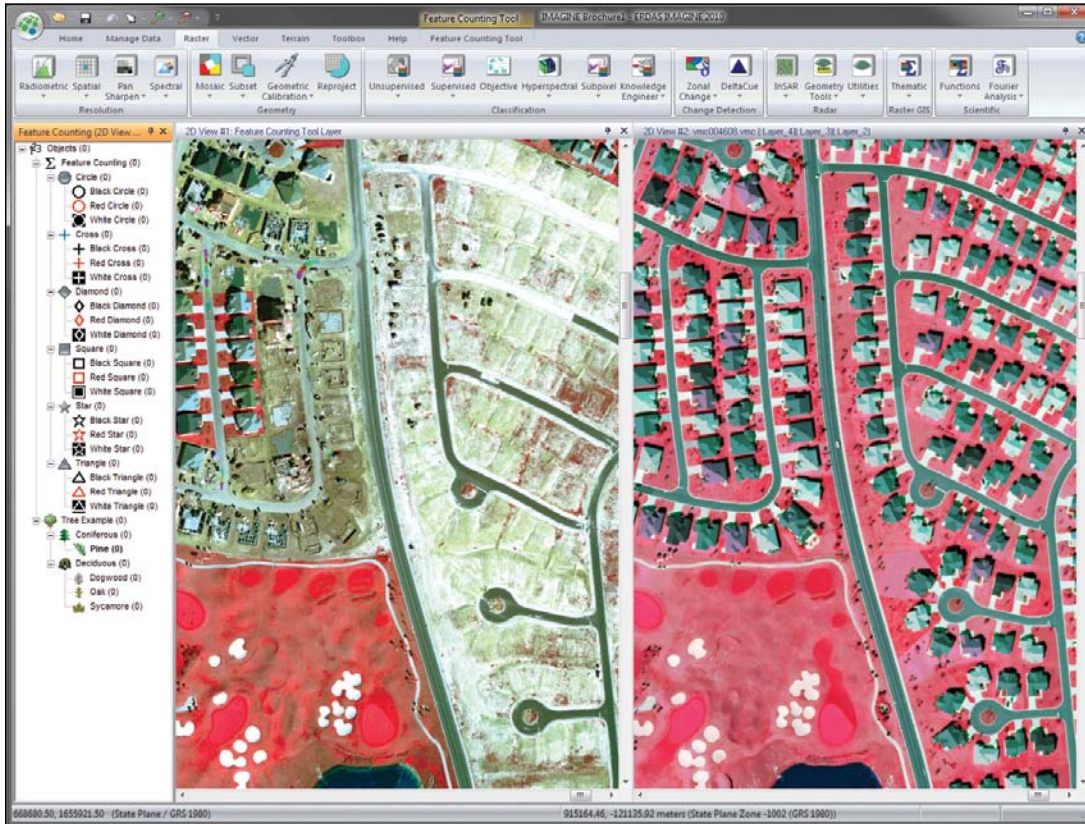 Feature Counting Tool
IMAGINE Brochure1 - ERDAS IMAGINE 2010
Home Manage Data Raster Vector Terrain Toolbox Help Feature Counting Tool
Radiometric Spatial Pan Sharpen Spectral
Mosaic Subset Geometric Calibration Reproject
Unsupervised Supervised Objective Hyperspectral Subpixel Knowledge Engineer
Zonal Change DeltaCue
InSAR Geometry Tools Utilities
Thematic
Functions Fourier Analysis
Resolution Geometry Classification Change Detection Radar Raster GIS Scientific
Feature Counting (2D View ...
2D View #1: Feature Counting Tool Layer
2D View #2: vmc004608.vmc (:Layer_4)(:Layer_3)(:Layer_2)
Objects (0)
Feature Counting (0)
Circle (0)
Black Circle (0)
Red Circle (0)
White Circle (0)
Cross (0)
Black Cross (0)
Red Cross (0)
White Cross (0)
Diamond (0)
Black Diamond (0)
Red Diamond (0)
White Diamond (0)
Square (0)
Black Square (0)
Red Square (0)
White Square (0)
Star (0)
Black Star (0)
Red Star (0)
White Star (0)
Triangle (0)
Black Triangle (0)
Red Triangle (0)
White Triangle (0)
Tree Example (0)
Coniferous (0)
Pine (0)
Deciduous (0)
Dogwood (0)
Oak (0)
Sycamore (0)
668680.50, 1655921.50 (State Plane / GRS 1980)
915164.46, -121135.92 meters (State Plane Zone -1002 (GRS 1980))